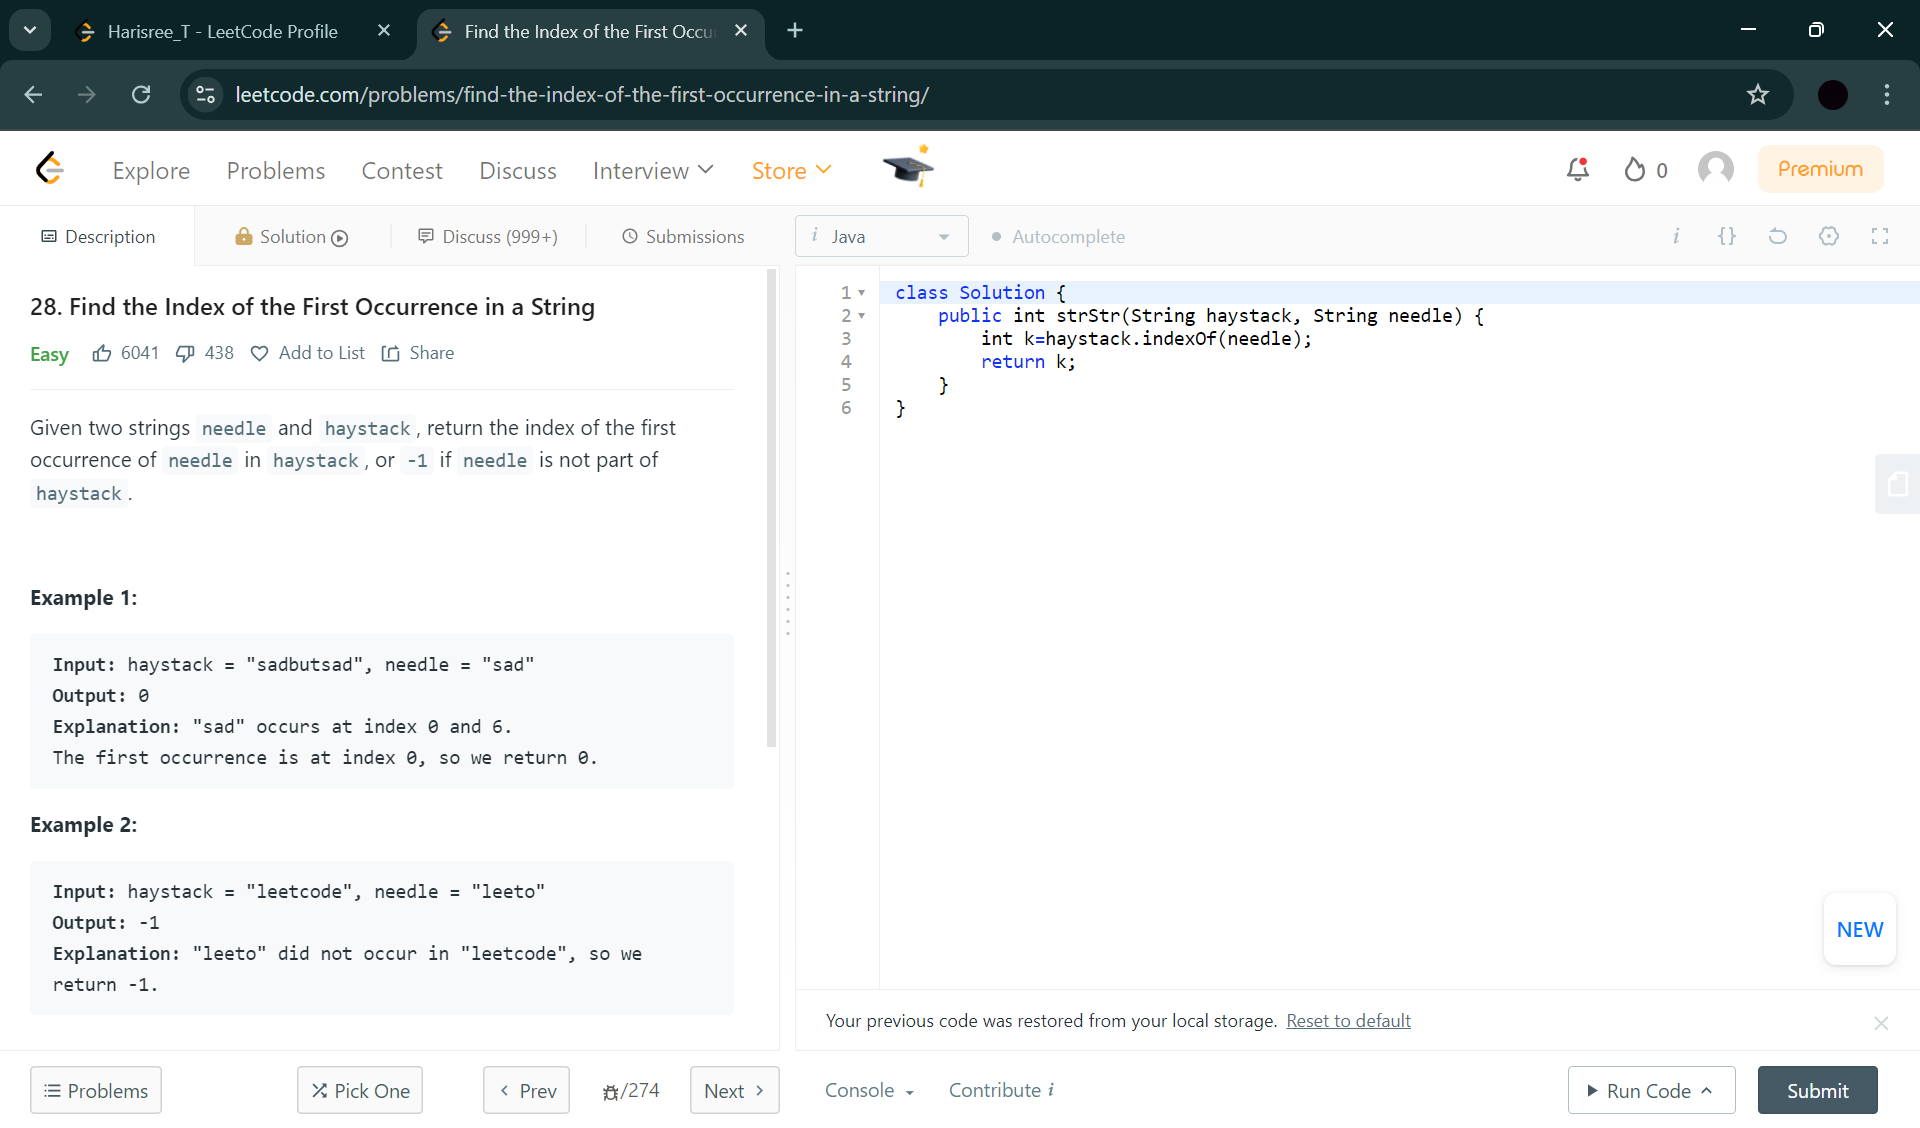 Harisree_T - LeetCode Profile
Find the Index of the First Occu
leetcode.com/problems/find-the-index-of-the-first-occurrence-in-a-string/
Explore Problems Contest Discuss Interview Store 0 Premium
Description Solution Discuss (999+) Submissions
i Java Autocomplete i {}
28. Find the Index of the First Occurrence in a String
Easy 6041 438 Add to List Share
Given two strings needle and haystack, return the index of the first
occurrence of needle in haystack, or -1 if needle is not part of
haystack.
Example 1:
Input: haystack = "sadbutsad", needle = "sad"
Output: 0
Explanation: "sad" occurs at index 0 and 6.
The first occurrence is at index 0, so we return 0.
Example 2:
Input: haystack = "leetcode", needle = "leeto"
Output: -1
Explanation: "leeto" did not occur in "leetcode", so we
return -1.
1 class Solution {
2 public int strStr(String haystack, String needle) {
3 int k=haystack.indexOf(needle);
4 return k;
5 }
6 }
NEW
Your previous code was restored from your local storage. Reset to default
Problems Pick One Prev /274 Next
Console Contribute i Run Code Submit